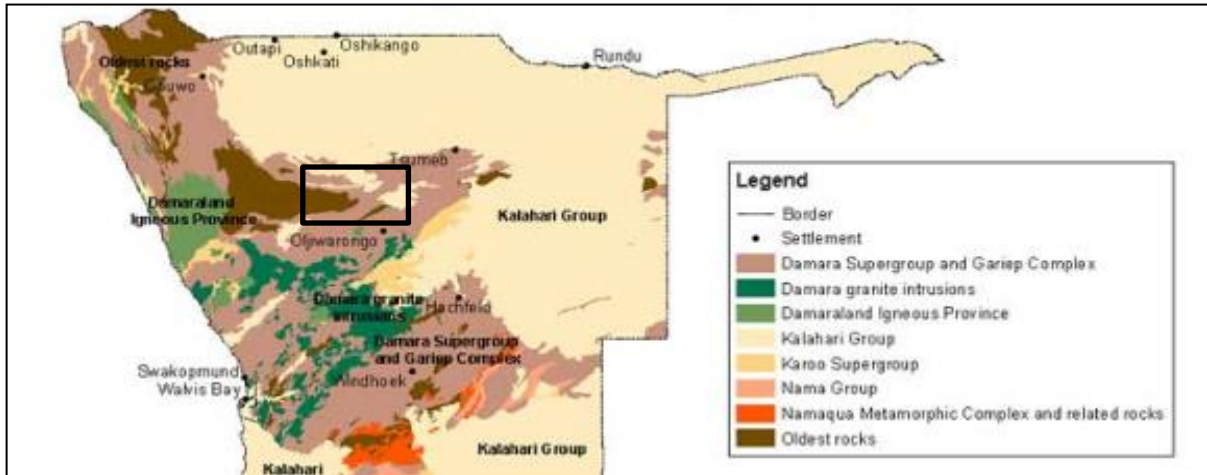 Outapi
Oshikango
Oshkati
Rundu
Oldest rocks
Tsumeb
Damaraland
Igneous Province
Kalahari Group
Otjiwarongo
Damara granite
intrusions
Hachfeld
Damara Supergroup
and Gariep Complex
Swakopmund
Walvis Bay
Windhoek
Kalahari Group
Kalahari
Legend
Border
Settlement
Damara Supergroup and Gariep Complex
Damara granite intrusions
Damaraland Igneous Province
Kalahari Group
Karoo Supergroup
Nama Group
Namaqua Metamorphic Complex and related rocks
Oldest rocks